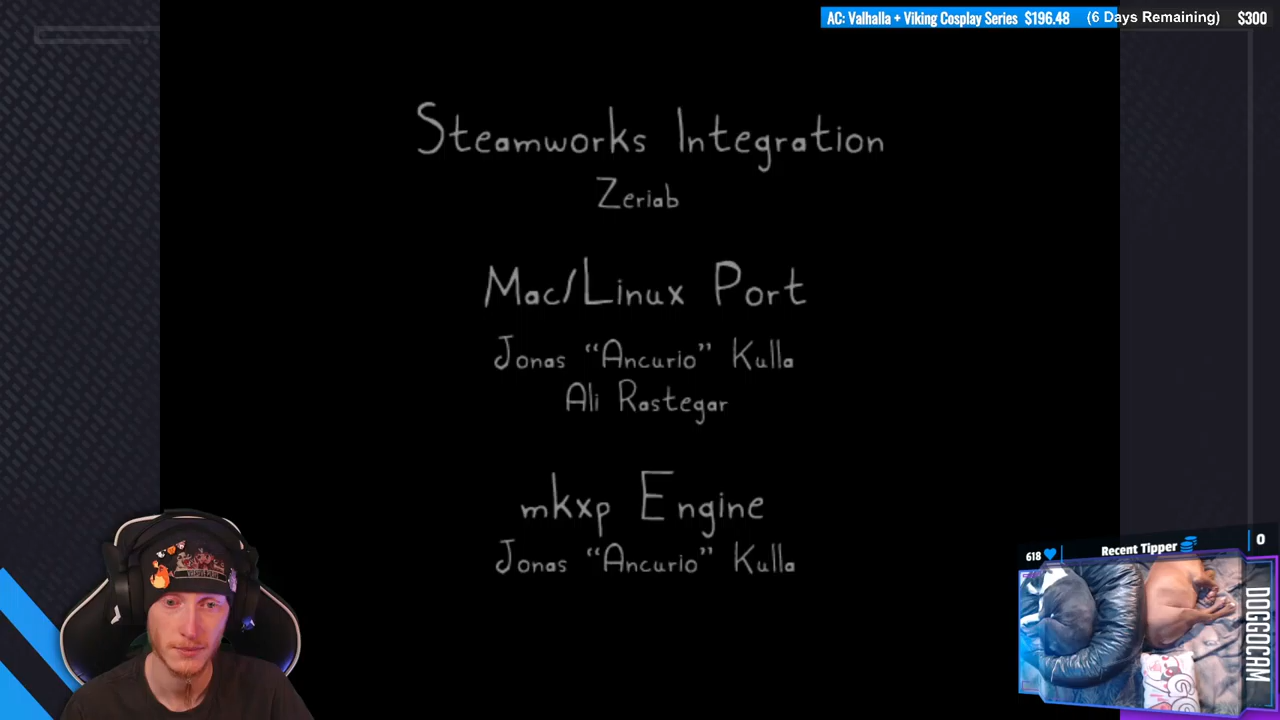 AC: Valhalla + Viking Cosplay Series $196.48 (6 Days Remaining) $300
Steamworks Integration
Zeriab
Mac/Linux Port
Jonas “Ancurio” Kulla
Ali Rastegar
mkxp Engine
Jonas “Ancurio” Kulla
618 Recent Tipper 0
DOGGOCAM